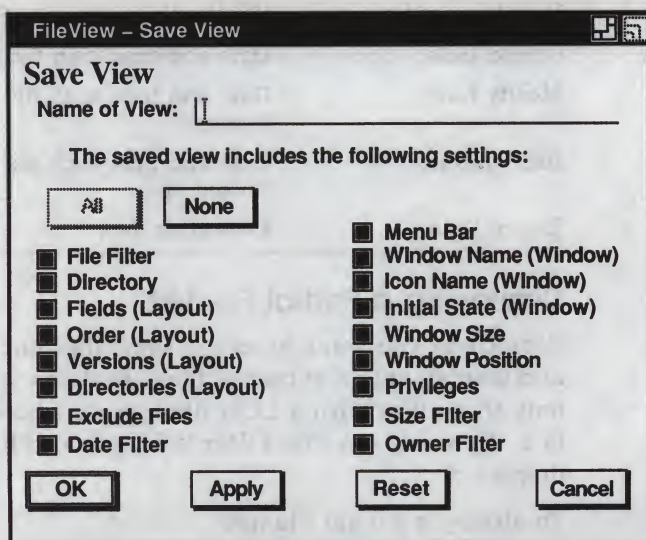 FileView – Save View
Save View
Name of View:
The saved view includes the following settings:
All
None
File Filter
Directory
Fields (Layout)
Order (Layout)
Versions (Layout)
Directories (Layout)
Exclude Files
Date Filter
Menu Bar
Window Name (Window)
Icon Name (Window)
Initial State (Window)
Window Size
Window Position
Privileges
Size Filter
Owner Filter
OK
Apply
Reset
Cancel